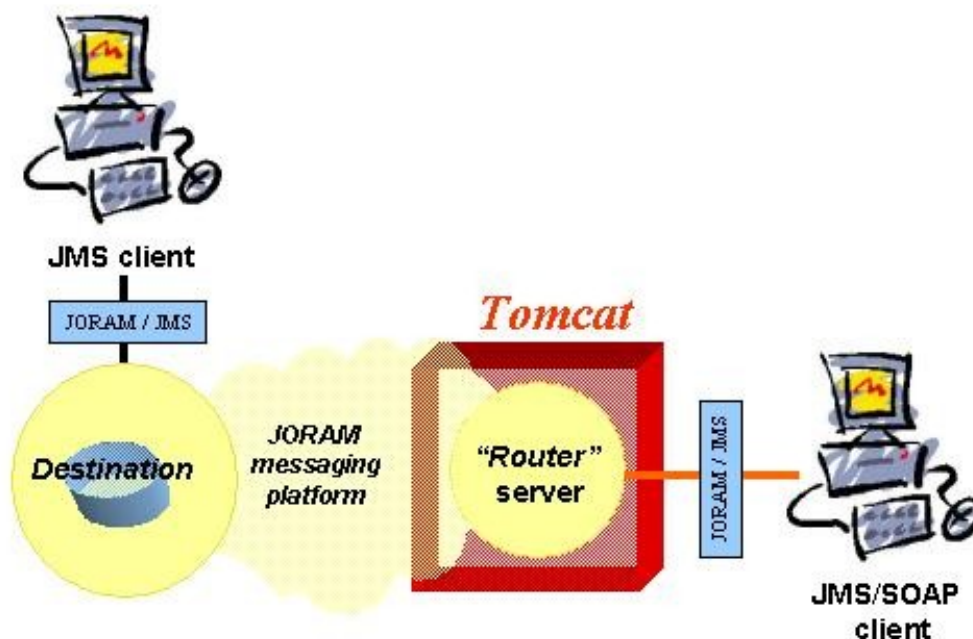 JMS client
JORAM / JMS
Tomcat
Destination
JORAM
messaging
platform
"Router"
server
JORAM / JMS
JMS/SOAP
client